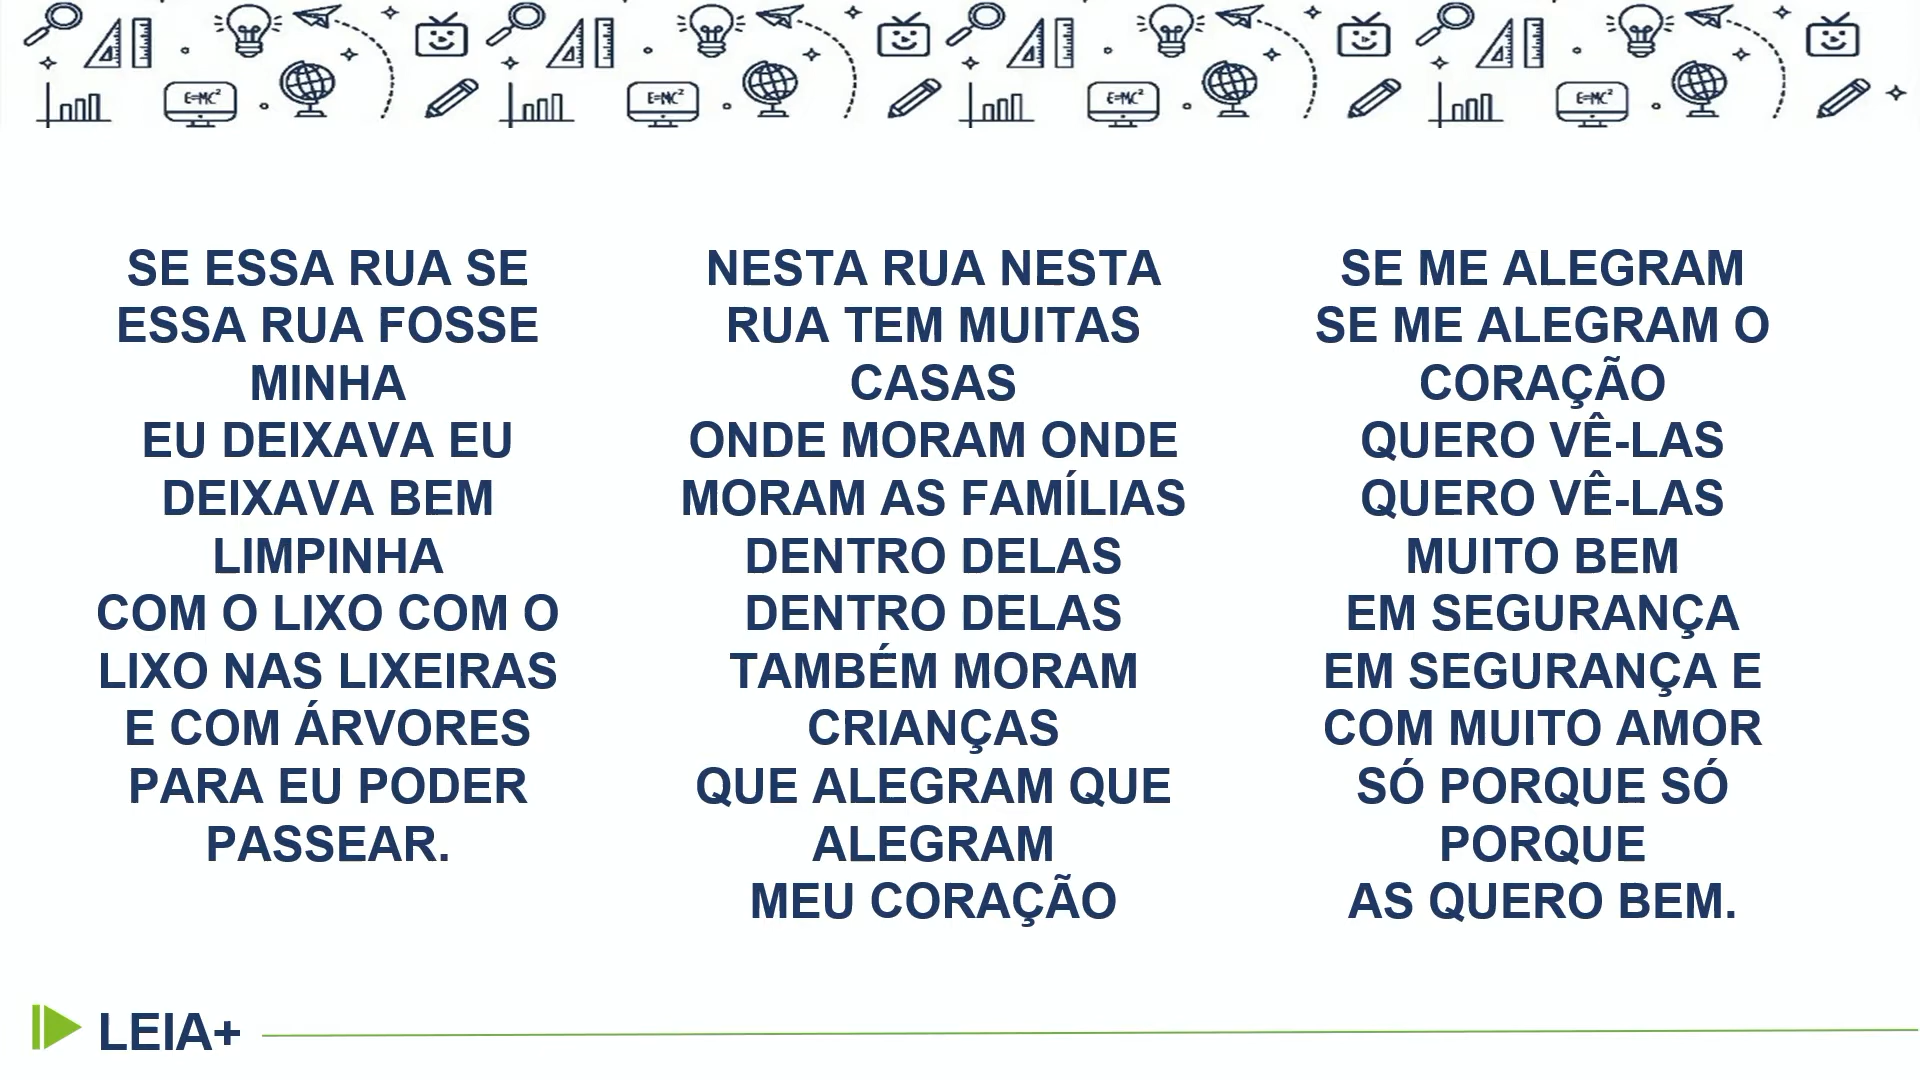 E=MC²
E=MC²
E=MC²
E=MC²
SE ESSA RUA SE
ESSA RUA FOSSE
MINHA
EU DEIXAVA EU
DEIXAVA BEM
LIMPINHA
COM O LIXO COM O
LIXO NAS LIXEIRAS
E COM ÁRVORES
PARA EU PODER
PASSEAR.
NESTA RUA NESTA
RUA TEM MUITAS
CASAS
ONDE MORAM ONDE
MORAM AS FAMÍLIAS
DENTRO DELAS
DENTRO DELAS
TAMBÉM MORAM
CRIANÇAS
QUE ALEGRAM QUE
ALEGRAM
MEU CORAÇÃO
SE ME ALEGRAM
SE ME ALEGRAM O
CORAÇÃO
QUERO VÊ-LAS
QUERO VÊ-LAS
MUITO BEM
EM SEGURANÇA
EM SEGURANÇA E
COM MUITO AMOR
SÓ PORQUE SÓ
PORQUE
AS QUERO BEM.
LEIA+